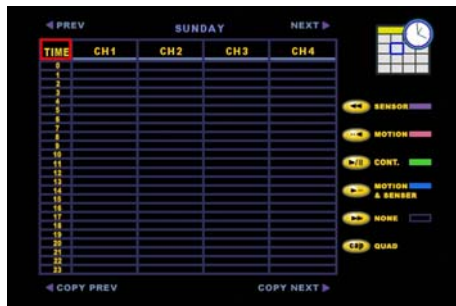 PREV SUNDAY NEXT
TIME CH1 CH2 CH3 CH4
0
1
2
3
4
5
6
7
8
9
10
11
12
13
14
15
16
17
18
19
20
21
22
23
SENSOR
MOTION
CONT.
MOTION
& SENSER
NONE
cap QUAD
COPY PREV COPY NEXT